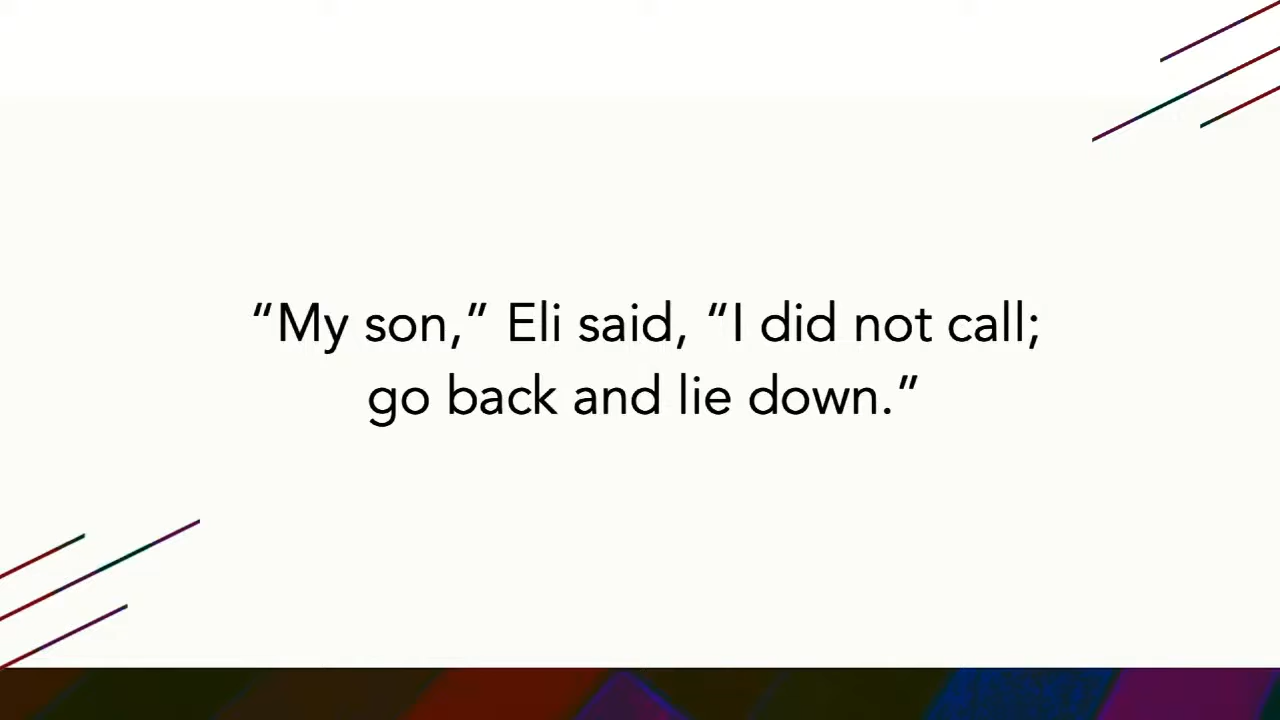 “My son,” Eli said, “I did not call;
go back and lie down.”